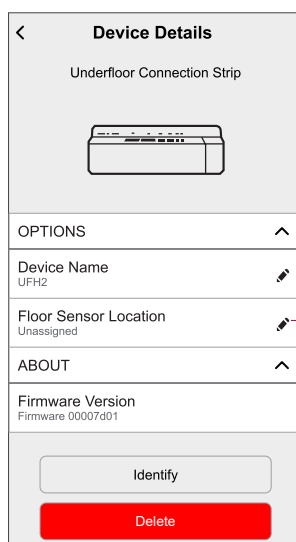 Device Details
Underfloor Connection Strip
OPTIONS
Device Name
UFH2
Floor Sensor Location
Unassigned
ABOUT
Firmware Version
Firmware 00007d01
Identify
Delete